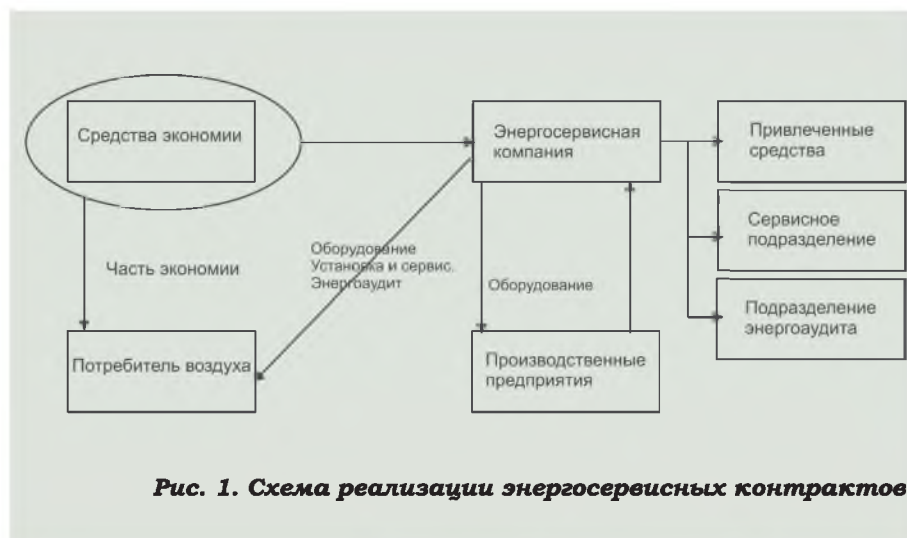 Средства экономии
Энергосервисная
компания
Привлеченные
средства
Сервисное
подразделение
Часть экономии
Оборудование
Установка и сервис.
Энергоаудит
Оборудование
Подразделение
энергоаудита
Потребитель воздуха
Производственные
предприятия
Рис. 1. Схема реализации энергосервисных контрактов